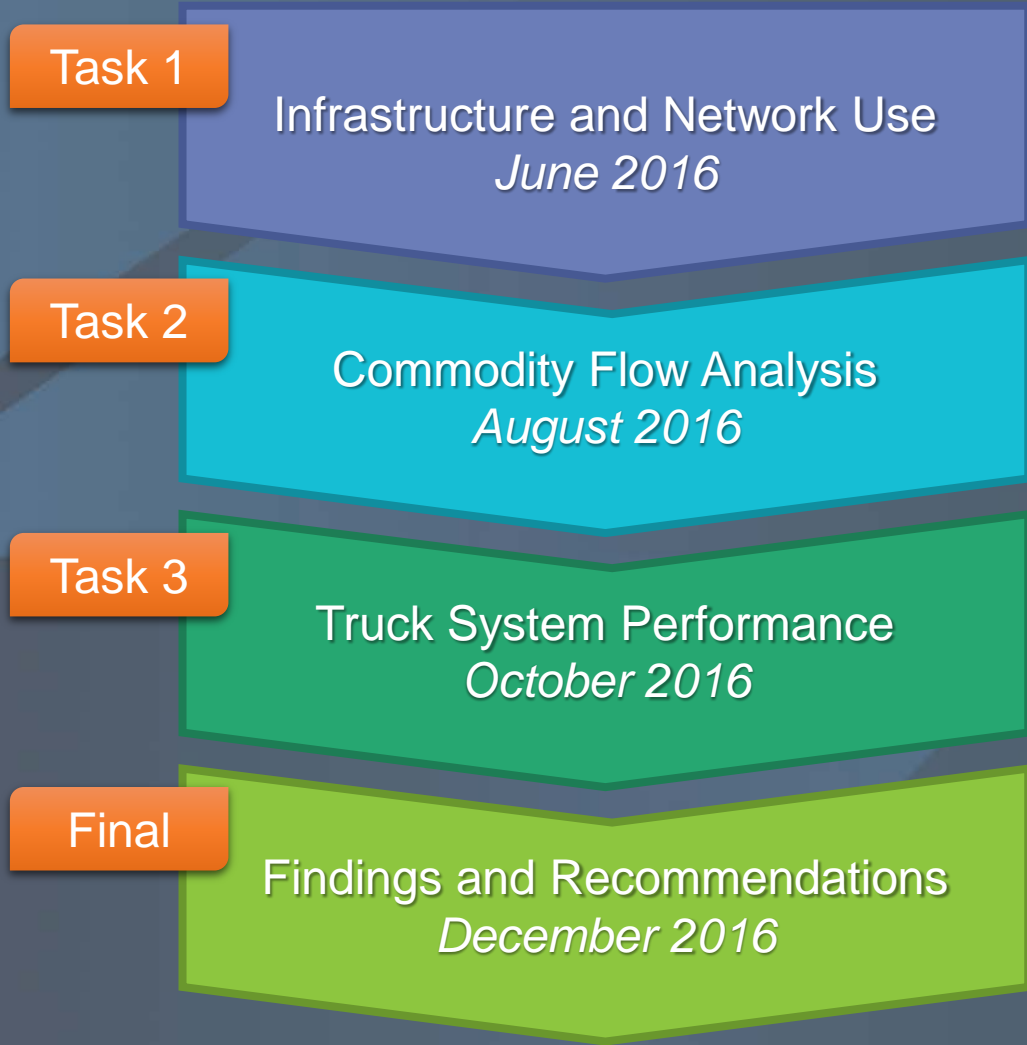 Task 1
Infrastructure and Network Use
June 2016
Task 2
Commodity Flow Analysis
August 2016
Task 3
Truck System Performance
October 2016
Final
Findings and Recommendations
December 2016